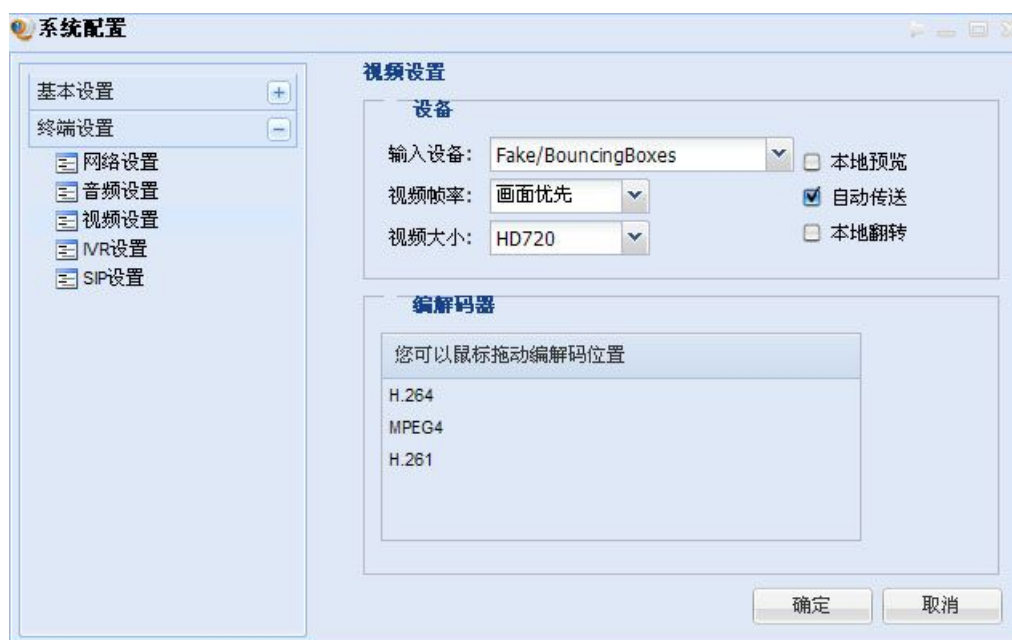 系统配置
基本设置
终端设置
网络设置
音频设置
视频设置
IVR设置
SIP设置
视频设置
设备
输入设备: Fake/BouncingBoxes
本地预览
视频帧率: 画面优先
自动传送
视频大小: HD720
本地翻转
编解码器
您可以鼠标拖动编解码位置
H.264
MPEG4
H.261
确定 取消